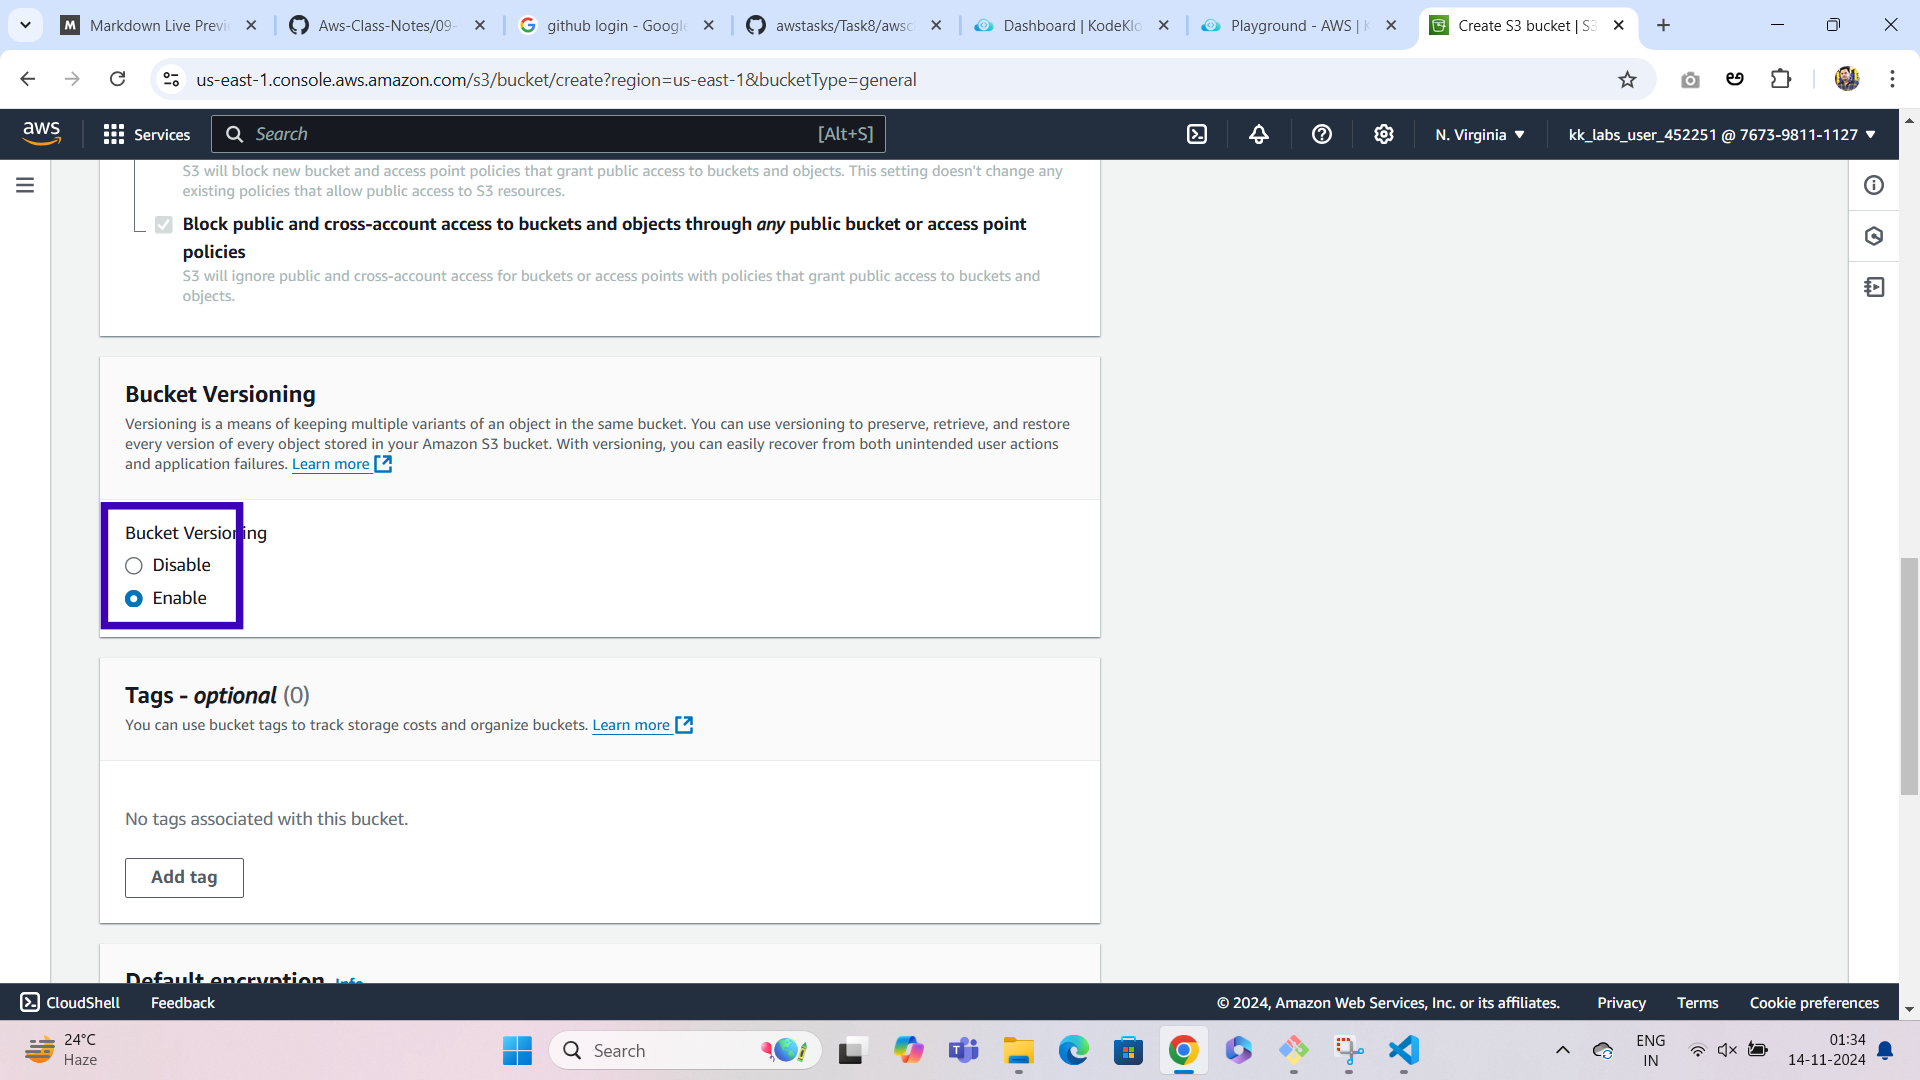 Markdown Live Previ
Aws-Class-Notes/09-
github login - Google
awstasks/Task8/awsc
Dashboard | KodeKlo
Playground - AWS | K
Create S3 bucket | S3
us-east-1.console.aws.amazon.com/s3/bucket/create?region=us-east-1&bucketType=general
aws
Services
Search
[Alt+S]
N. Virginia
kk_labs_user_452251 @ 7673-9811-1127
S3 will block new bucket and access point policies that grant public access to buckets and objects. This setting doesn't change any
existing policies that allow public access to S3 resources.
Block public and cross-account access to buckets and objects through any public bucket or access point
policies
S3 will ignore public and cross-account access for buckets or access points with policies that grant public access to buckets and
objects.
Bucket Versioning
Versioning is a means of keeping multiple variants of an object in the same bucket. You can use versioning to preserve, retrieve, and restore
every version of every object stored in your Amazon S3 bucket. With versioning, you can easily recover from both unintended user actions
and application failures. Learn more
Bucket Versioning
Disable
Enable
Tags - optional (0)
You can use bucket tags to track storage costs and organize buckets. Learn more
No tags associated with this bucket.
Add tag
Default encryption Info
CloudShell
Feedback
© 2024, Amazon Web Services, Inc. or its affiliates.
Privacy
Terms
Cookie preferences
24°C
Haze
Search
ENG
IN
01:34
14-11-2024